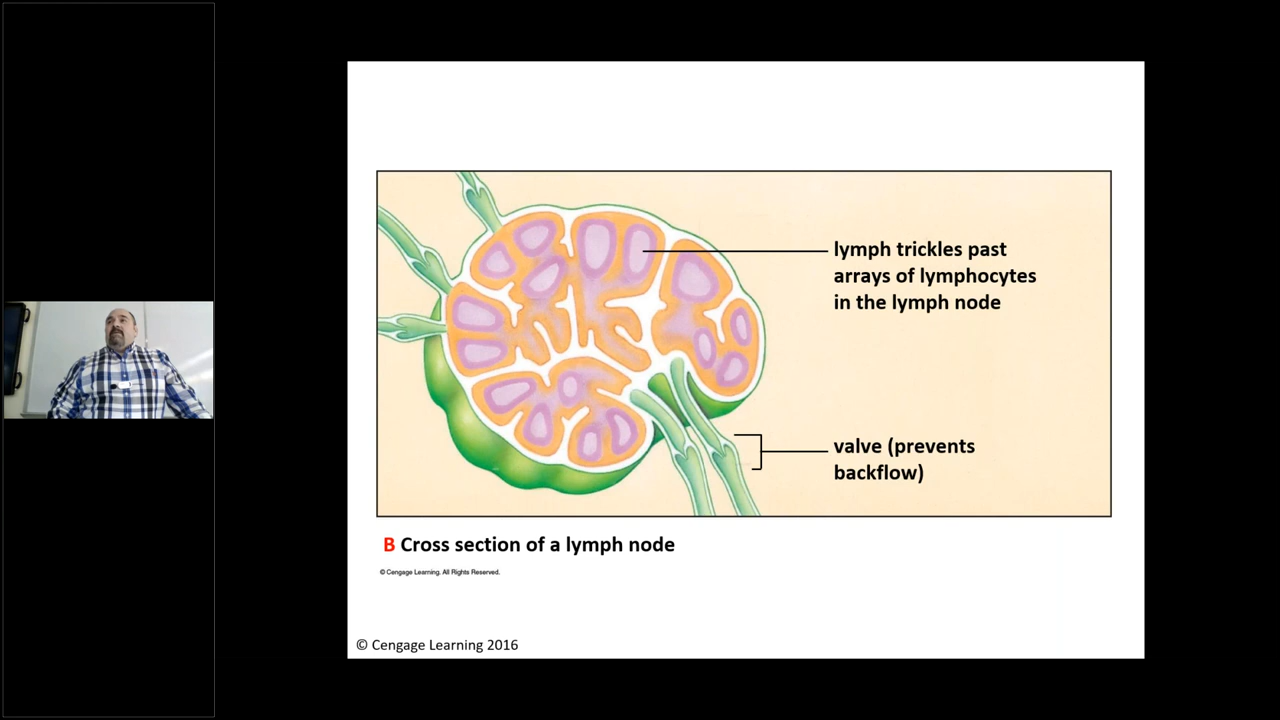 lymph trickles past
arrays of lymphocytes
in the lymph node
valve (prevents
backflow)
B Cross section of a lymph node
© Cengage Learning. All Rights Reserved.
© Cengage Learning 2016